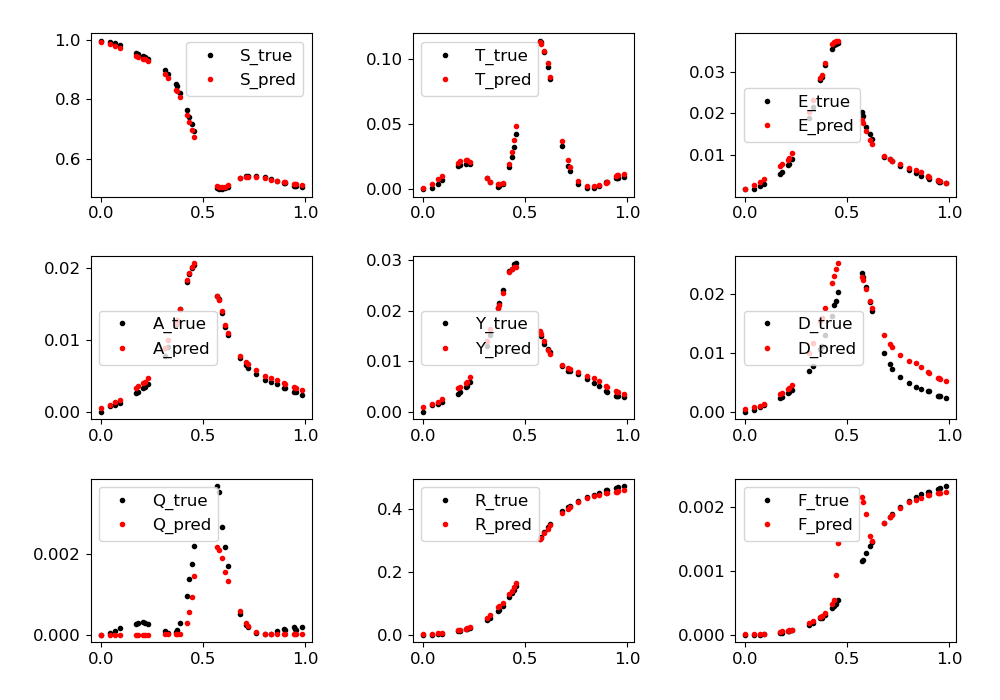 1.0
0.8
0.6
0.0 0.5 1.0
S_true
S_pred
0.10
0.05
0.00
0.0 0.5 1.0
T_true
T_pred
0.03
0.02
0.01
0.0 0.5 1.0
E_true
E_pred
0.02
0.01
0.00
0.0 0.5 1.0
A_true
A_pred
0.03
0.02
0.01
0.00
0.0 0.5 1.0
Y_true
Y_pred
0.02
0.01
0.00
0.0 0.5 1.0
D_true
D_pred
0.002
0.000
0.0 0.5 1.0
Q_true
Q_pred
0.4
0.2
0.0
0.0 0.5 1.0
R_true
R_pred
0.002
0.001
0.000
0.0 0.5 1.0
F_true
F_pred